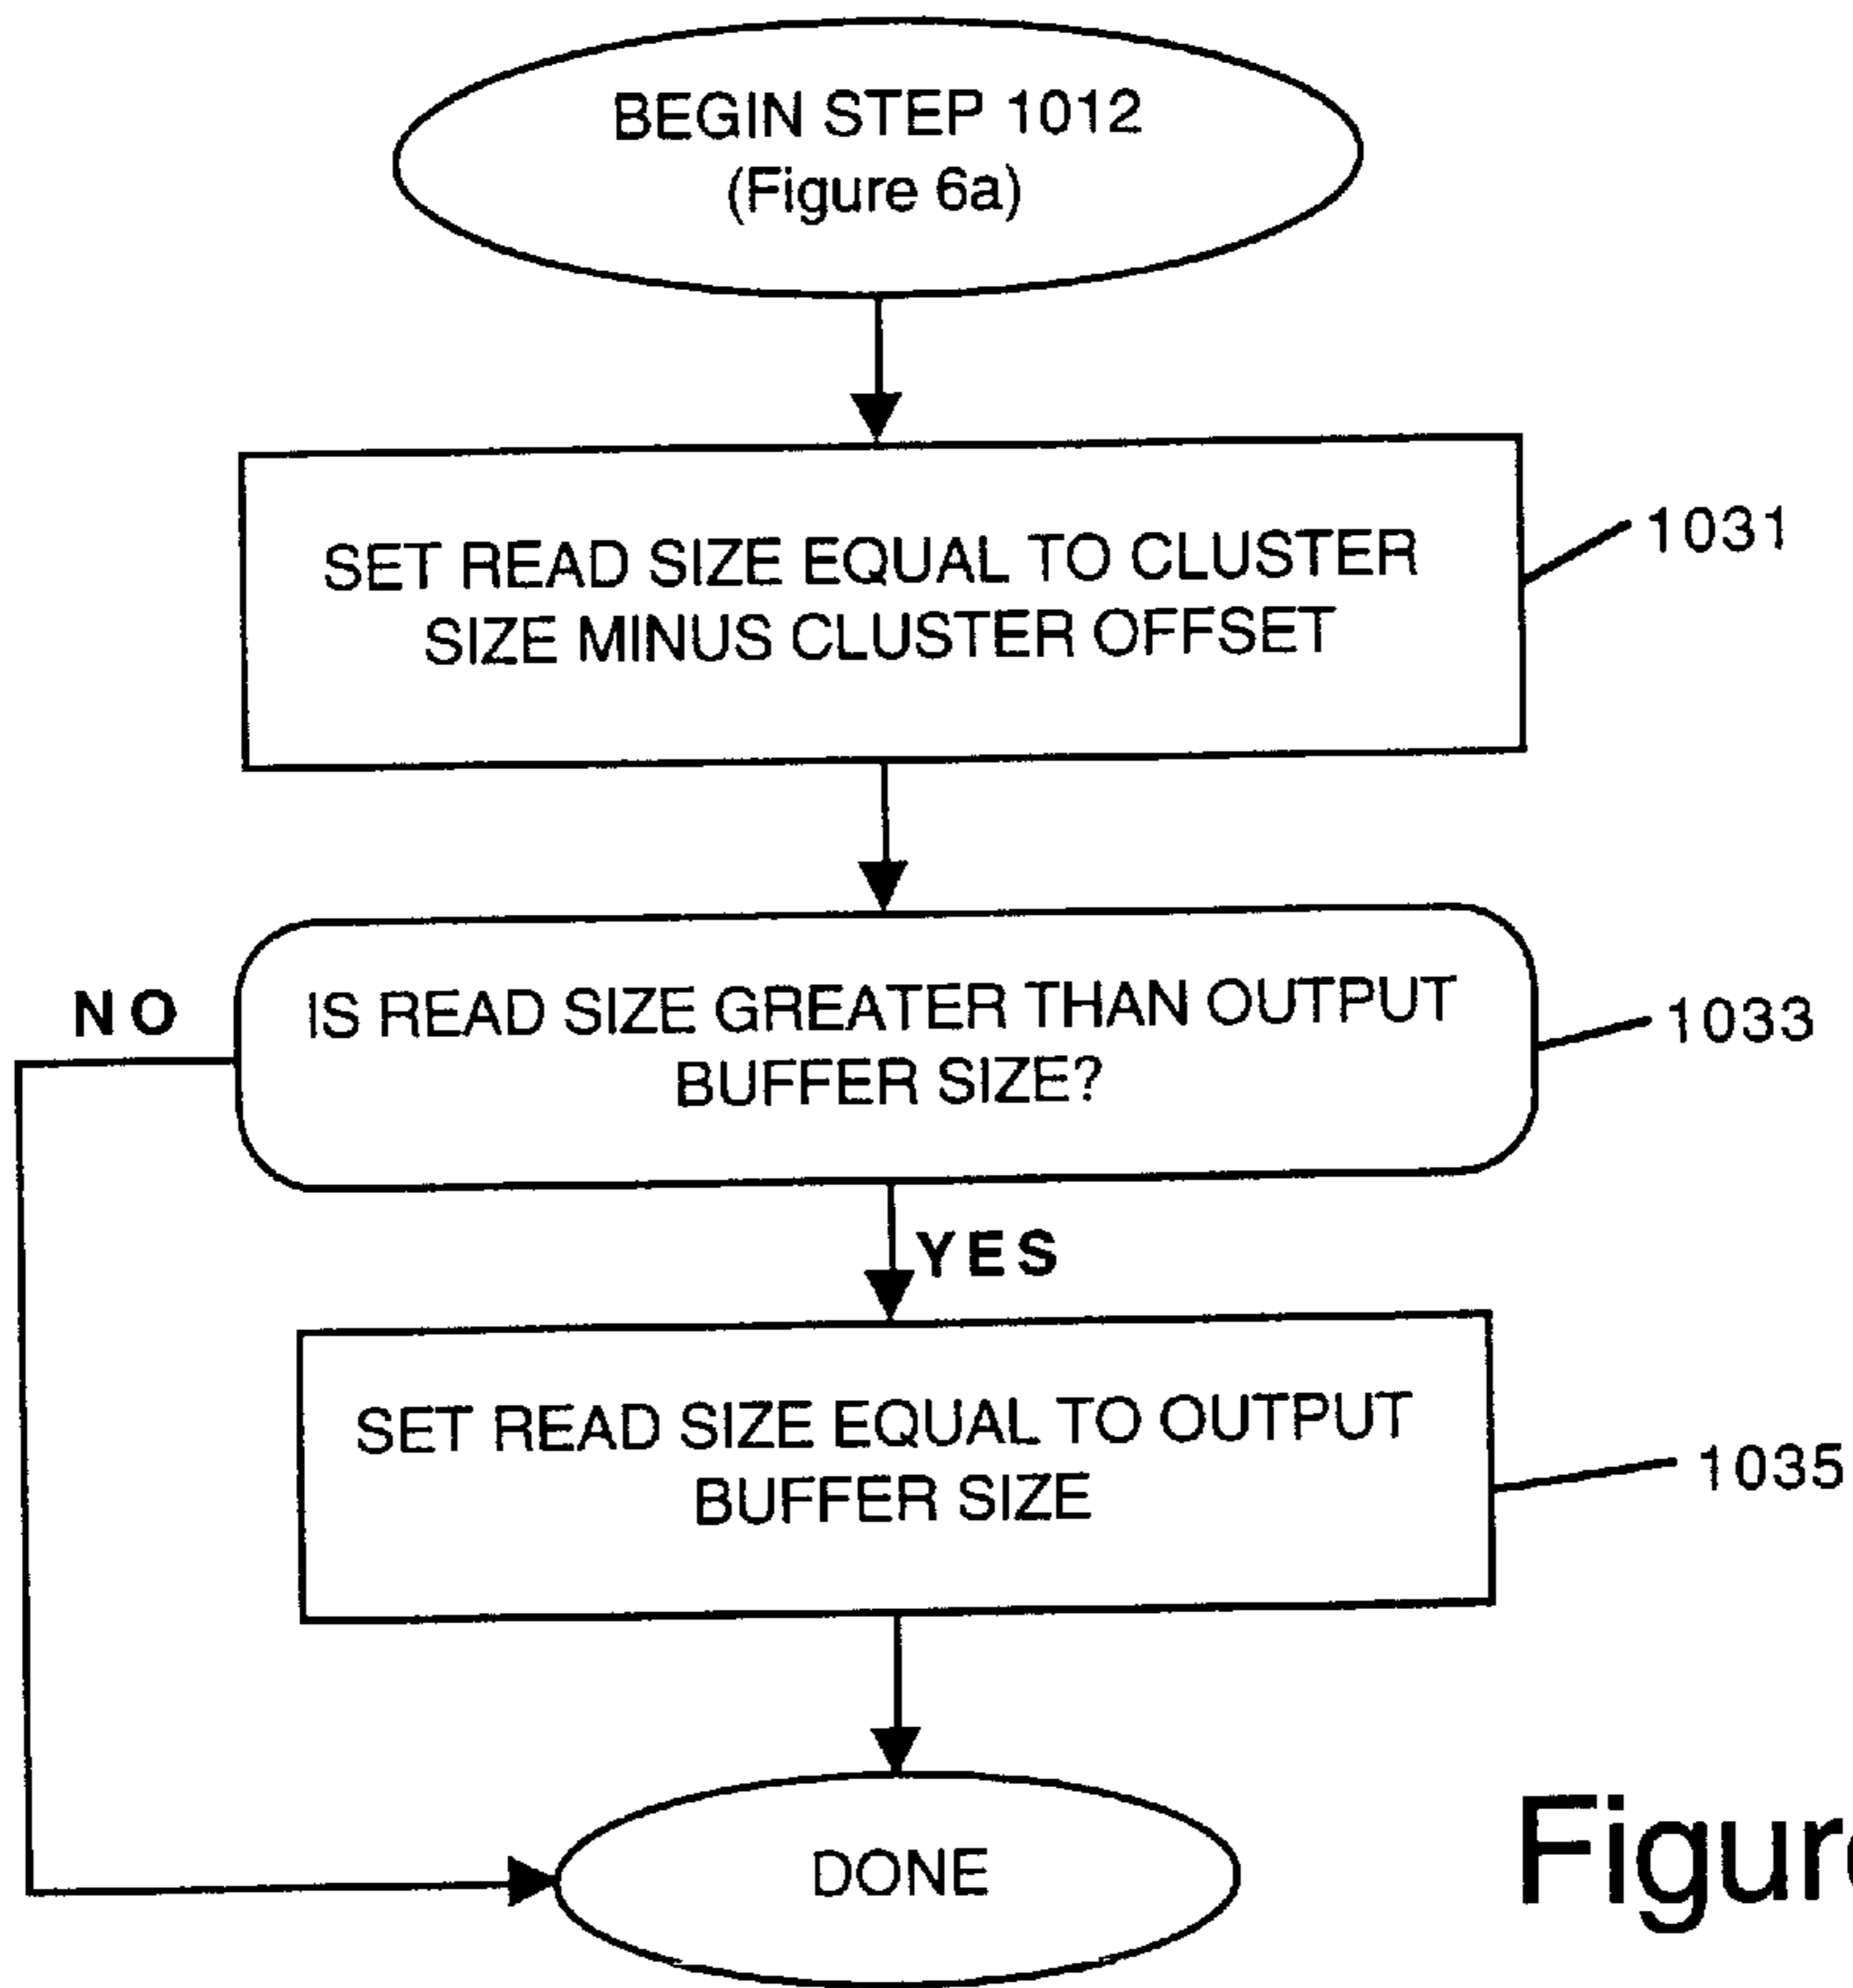 BEGIN STEP 1012
(Figure 6a)
SET READ SIZE EQUAL TO CLUSTER
SIZE MINUS CLUSTER OFFSET
1031
NO
IS READ SIZE GREATER THAN OUTPUT
BUFFER SIZE?
1033
YES
SET READ SIZE EQUAL TO OUTPUT
BUFFER SIZE
1035
DONE